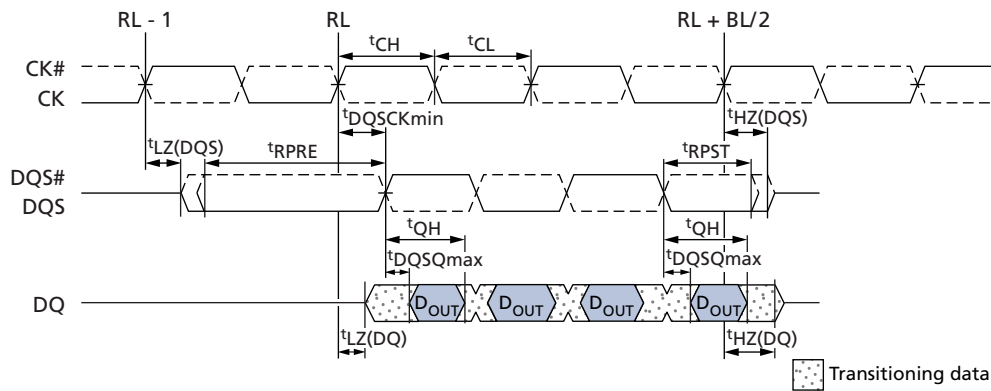 RL - 1
RL
RL + BL/2
tCH
tCL
CK#
CK
tDQSCKmin
tHZ(DQS)
tLZ(DQS)
tRPRE
tRPST
DQS#
DQS
tQH
tQH
tDQSQmax
tDQSQmax
DQ
DOUT
DOUT
DOUT
DOUT
tLZ(DQ)
tHZ(DQ)
Transitioning data